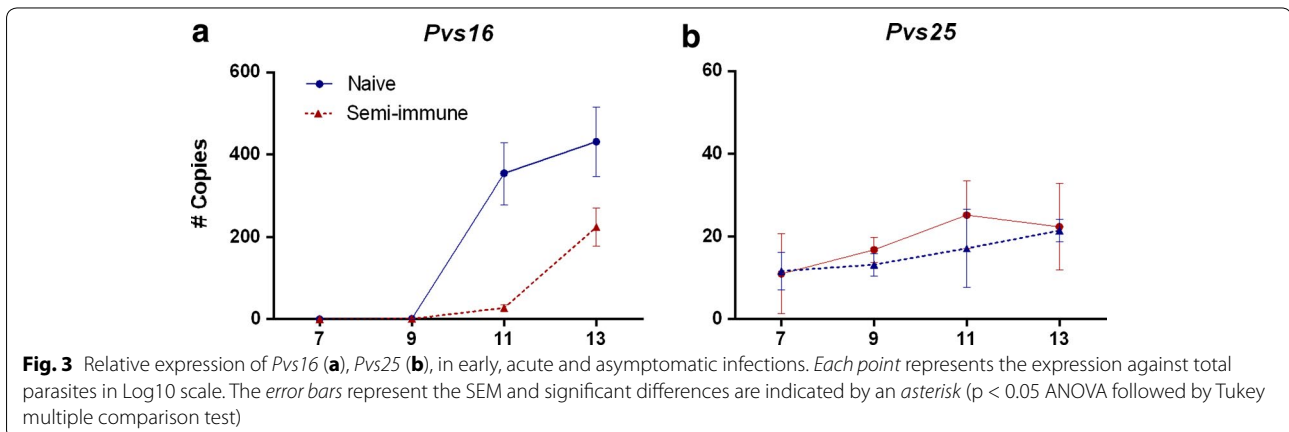 a
Pvs16
b
Pvs25
600
400
200
0
# Copies
Naive
Semi-immune
7 9 11 13
60
40
20
0
7 9 11 13
Fig. 3 Relative expression of Pvs16 (a), Pvs25 (b), in early, acute and asymptomatic infections. Each point represents the expression against total
parasites in Log10 scale. The error bars represent the SEM and significant differences are indicated by an asterisk (p < 0.05 ANOVA followed by Tukey
multiple comparison test)